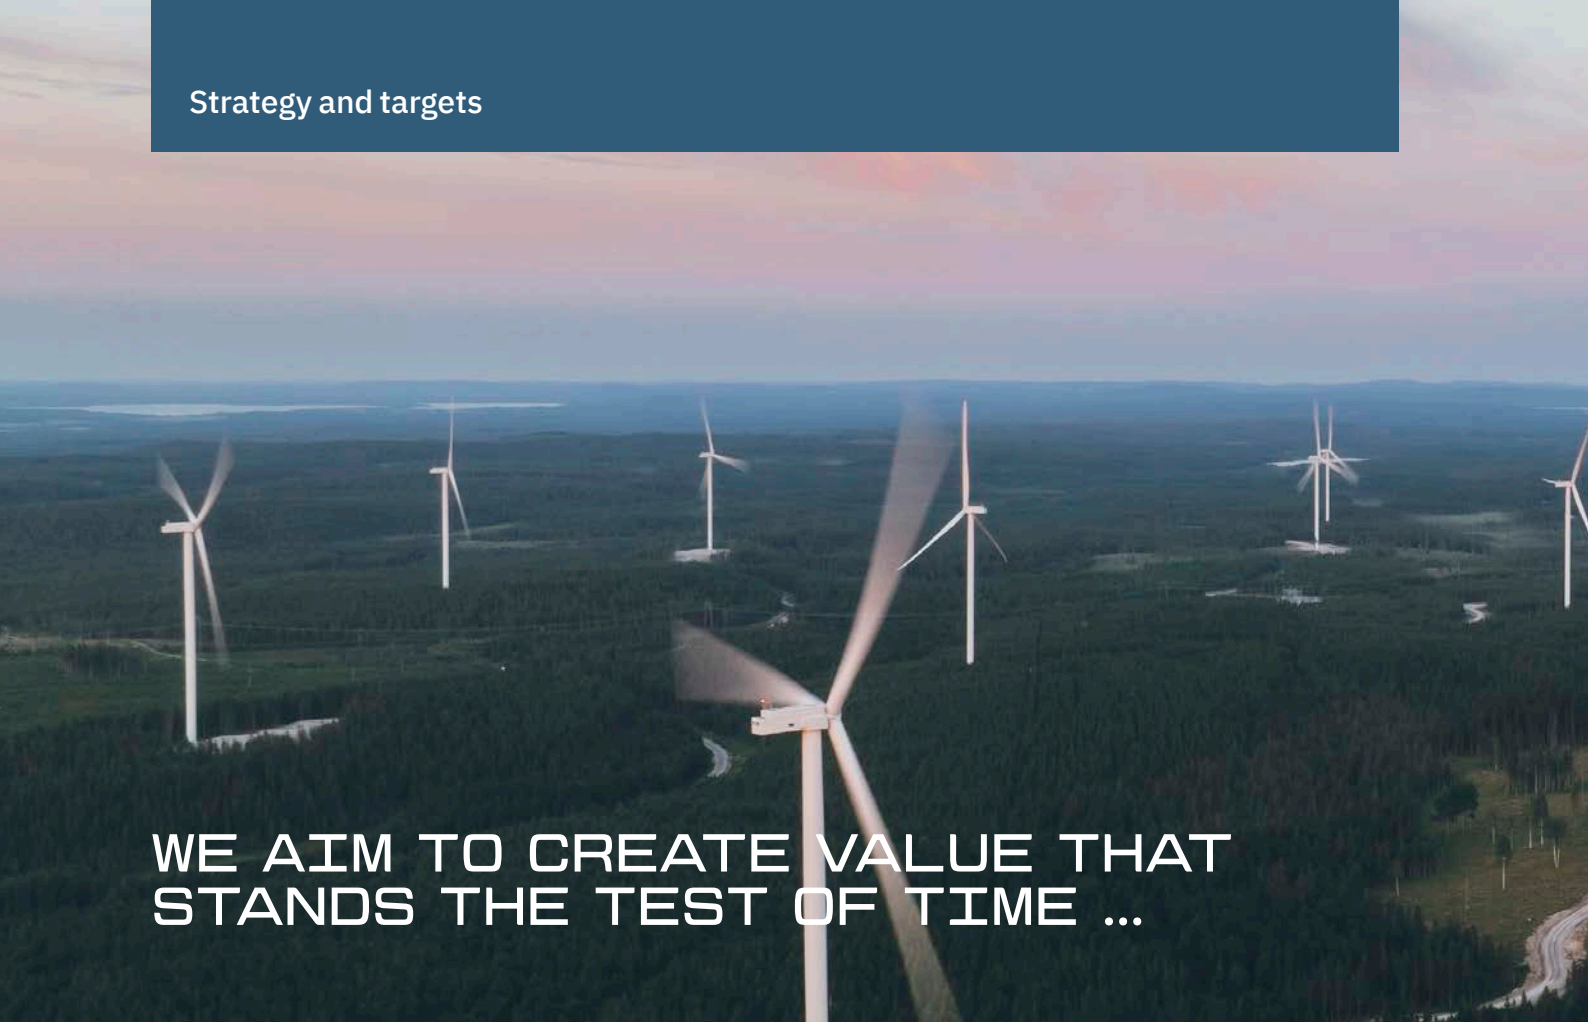 Strategy and targets
WE AIM TO CREATE VALUE THAT
STANDS THE TEST OF TIME ...